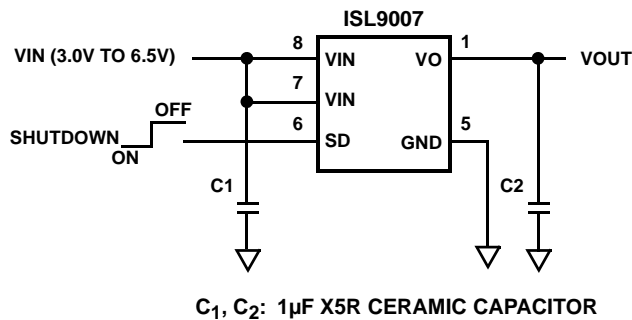 ISL9007
VIN (3.0V TO 6.5V)
8
VIN
VO
1
VOUT
7
VIN
OFF
SHUTDOWN
ON
6
SD
GND
5
C1
C2
C1, C2: 1µF X5R CERAMIC CAPACITOR